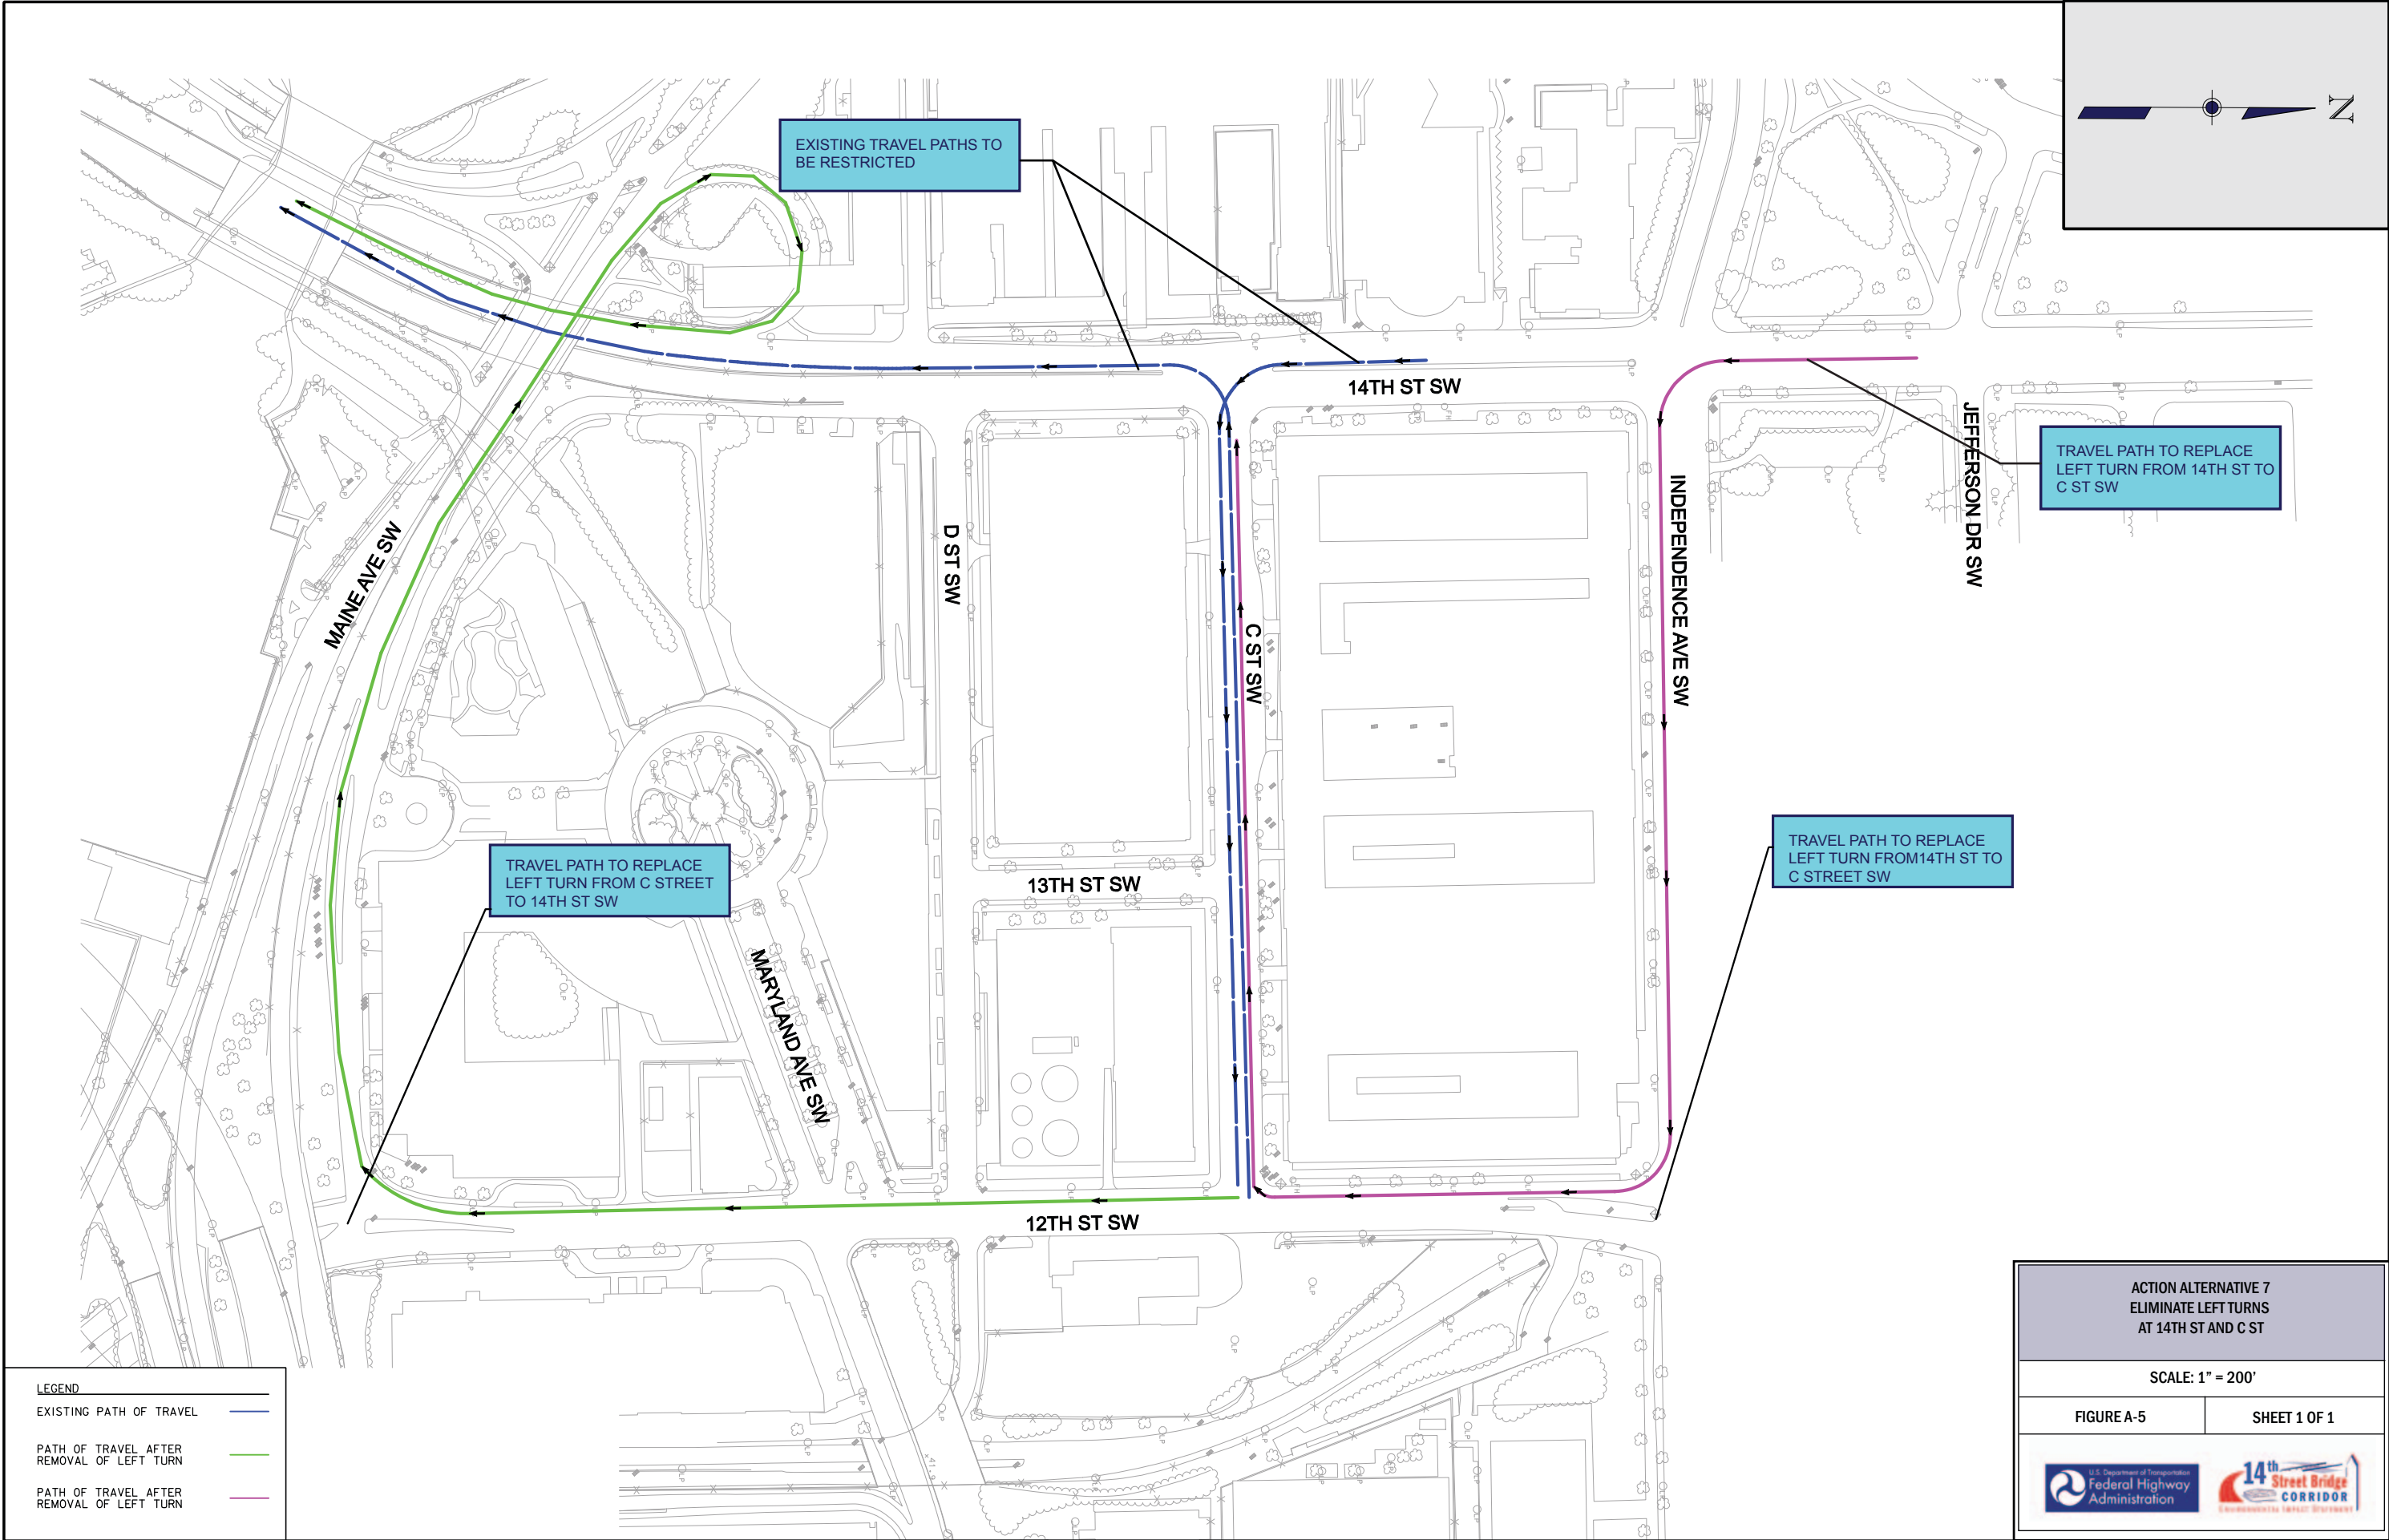 N
EXISTING TRAVEL PATHS TO
BE RESTRICTED
14TH ST SW
TRAVEL PATH TO REPLACE
LEFT TURN FROM 14TH ST TO
C ST SW
JEFFERSON DR SW
INDEPENDENCE AVE SW
C ST SW
D ST SW
MAINE AVE SW
TRAVEL PATH TO REPLACE
LEFT TURN FROM14TH ST TO
C STREET SW
TRAVEL PATH TO REPLACE
LEFT TURN FROM C STREET
TO 14TH ST SW
13TH ST SW
MARYLAND AVE SW
12TH ST SW
LEGEND
EXISTING PATH OF TRAVEL
PATH OF TRAVEL AFTER
REMOVAL OF LEFT TURN
PATH OF TRAVEL AFTER
REMOVAL OF LEFT TURN
ACTION ALTERNATIVE 7
ELIMINATE LEFT TURNS
AT 14TH ST AND C ST
SCALE: 1” = 200’
FIGURE A-5
SHEET 1 OF 1
U.S. Department of Transportation
Federal Highway
Administration
14th
Street Bridge
CORRIDOR
ENVIRONMENTAL IMPACT STATEMENT